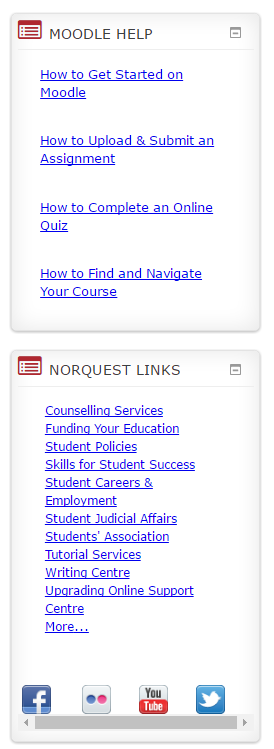 MOODLE HELP
How to Get Started on
Moodle
How to Upload & Submit an
Assignment
How to Complete an Online
Quiz
How to Find and Navigate
Your Course
NORQUEST LINKS
Counselling Services
Funding Your Education
Student Policies
Skills for Student Success
Student Careers &
Employment
Student Judicial Affairs
Students' Association
Tutorial Services
Writing Centre
Upgrading Online Support
Centre
More...
You
Tube